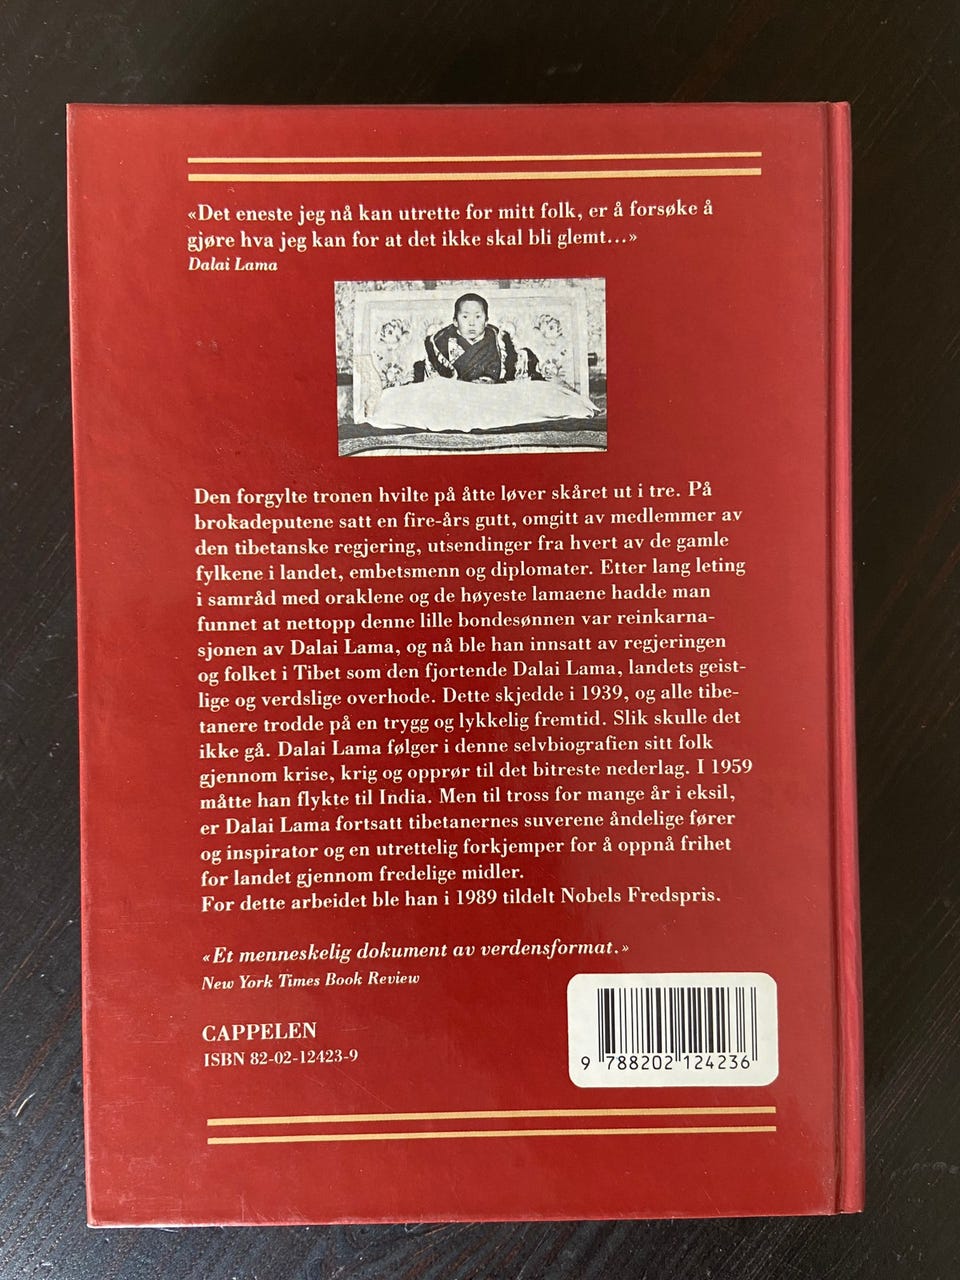 «Det eneste jeg nå kan utrette for mitt folk, er å forsøke å
gjøre hva jeg kan for at det ikke skal bli glemt...»
Dalai Lama
Den forgylte tronen hvilte på åtte løver skåret ut i tre. På
brokadeputene satt en fire-års gutt, omgitt av medlemmer av
den tibetanske regjering, utsendinger fra hvert av de gamle
fylkene i landet, embetsmenn og diplomater. Etter lang leting
i samråd med oraklene og de høyeste lamaene hadde man
funnet at nettopp denne lille bondesønnen var reinkarna-
sjonen av Dalai Lama, og nå ble han innsatt av regjeringen
og folket i Tibet som den fjortende Dalai Lama, landets geist-
lige og verdslige overhode. Dette skjedde i 1939, og alle tibe-
tanere trodde på en trygg og lykkelig fremtid. Slik skulle det
ikke gå. Dalai Lama følger i denne selvbiografien sitt folk
gjennom krise, krig og opprør til det bitreste nederlag. I 1959
måtte han flykte til India. Men til tross for mange år i eksil,
er Dalai Lama fortsatt tibetanernes suverene åndelige fører
og inspirator og en utrettelig forkjemper for å oppnå frihet
for landet gjennom fredelige midler.
For dette arbeidet ble han i 1989 tildelt Nobels Fredspris.
«Et menneskelig dokument av verdensformat.»
New York Times Book Review
CAPPELEN
ISBN 82-02-12423-9
9 788202 124236